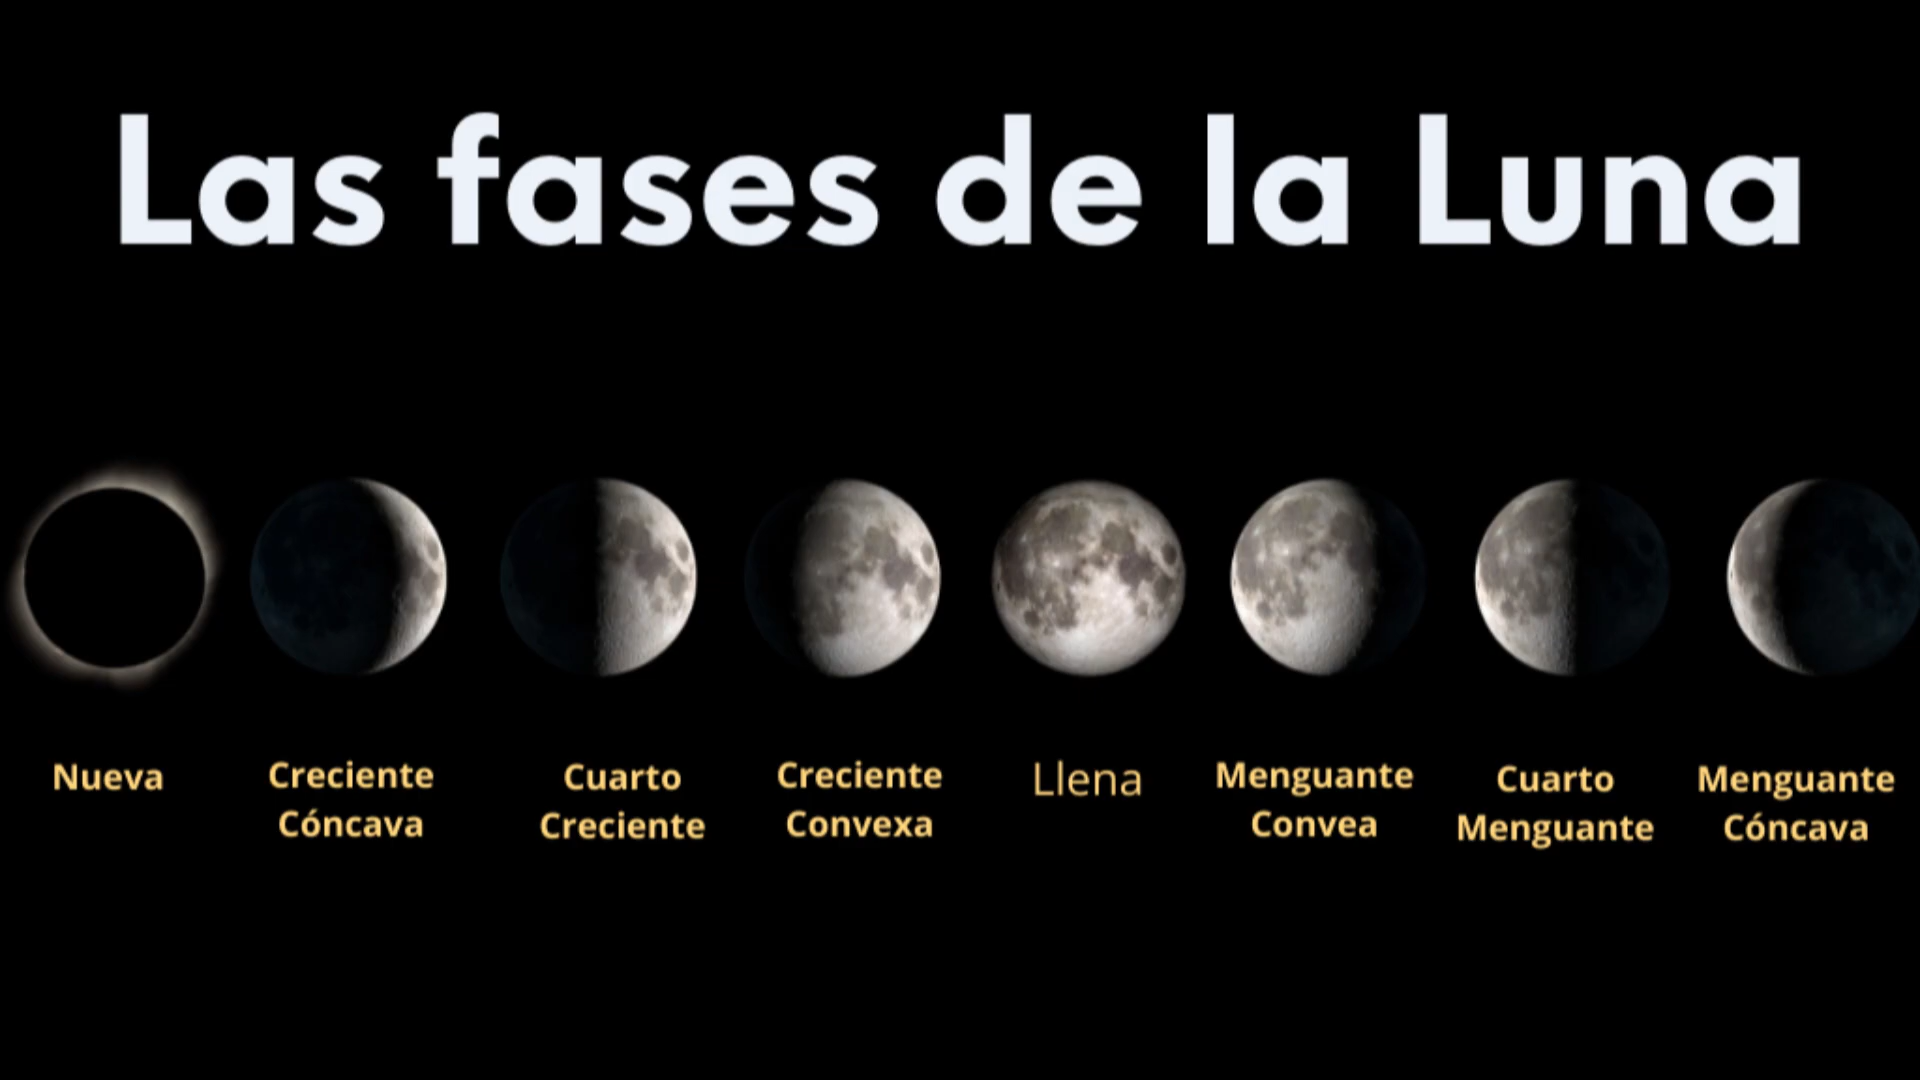 Las fases de la Luna
Nueva
Creciente
Cóncava
Cuarto
Creciente
Creciente
Convexa
Llena
Menguante
Convea
Cuarto
Menguante
Menguante
Cóncava